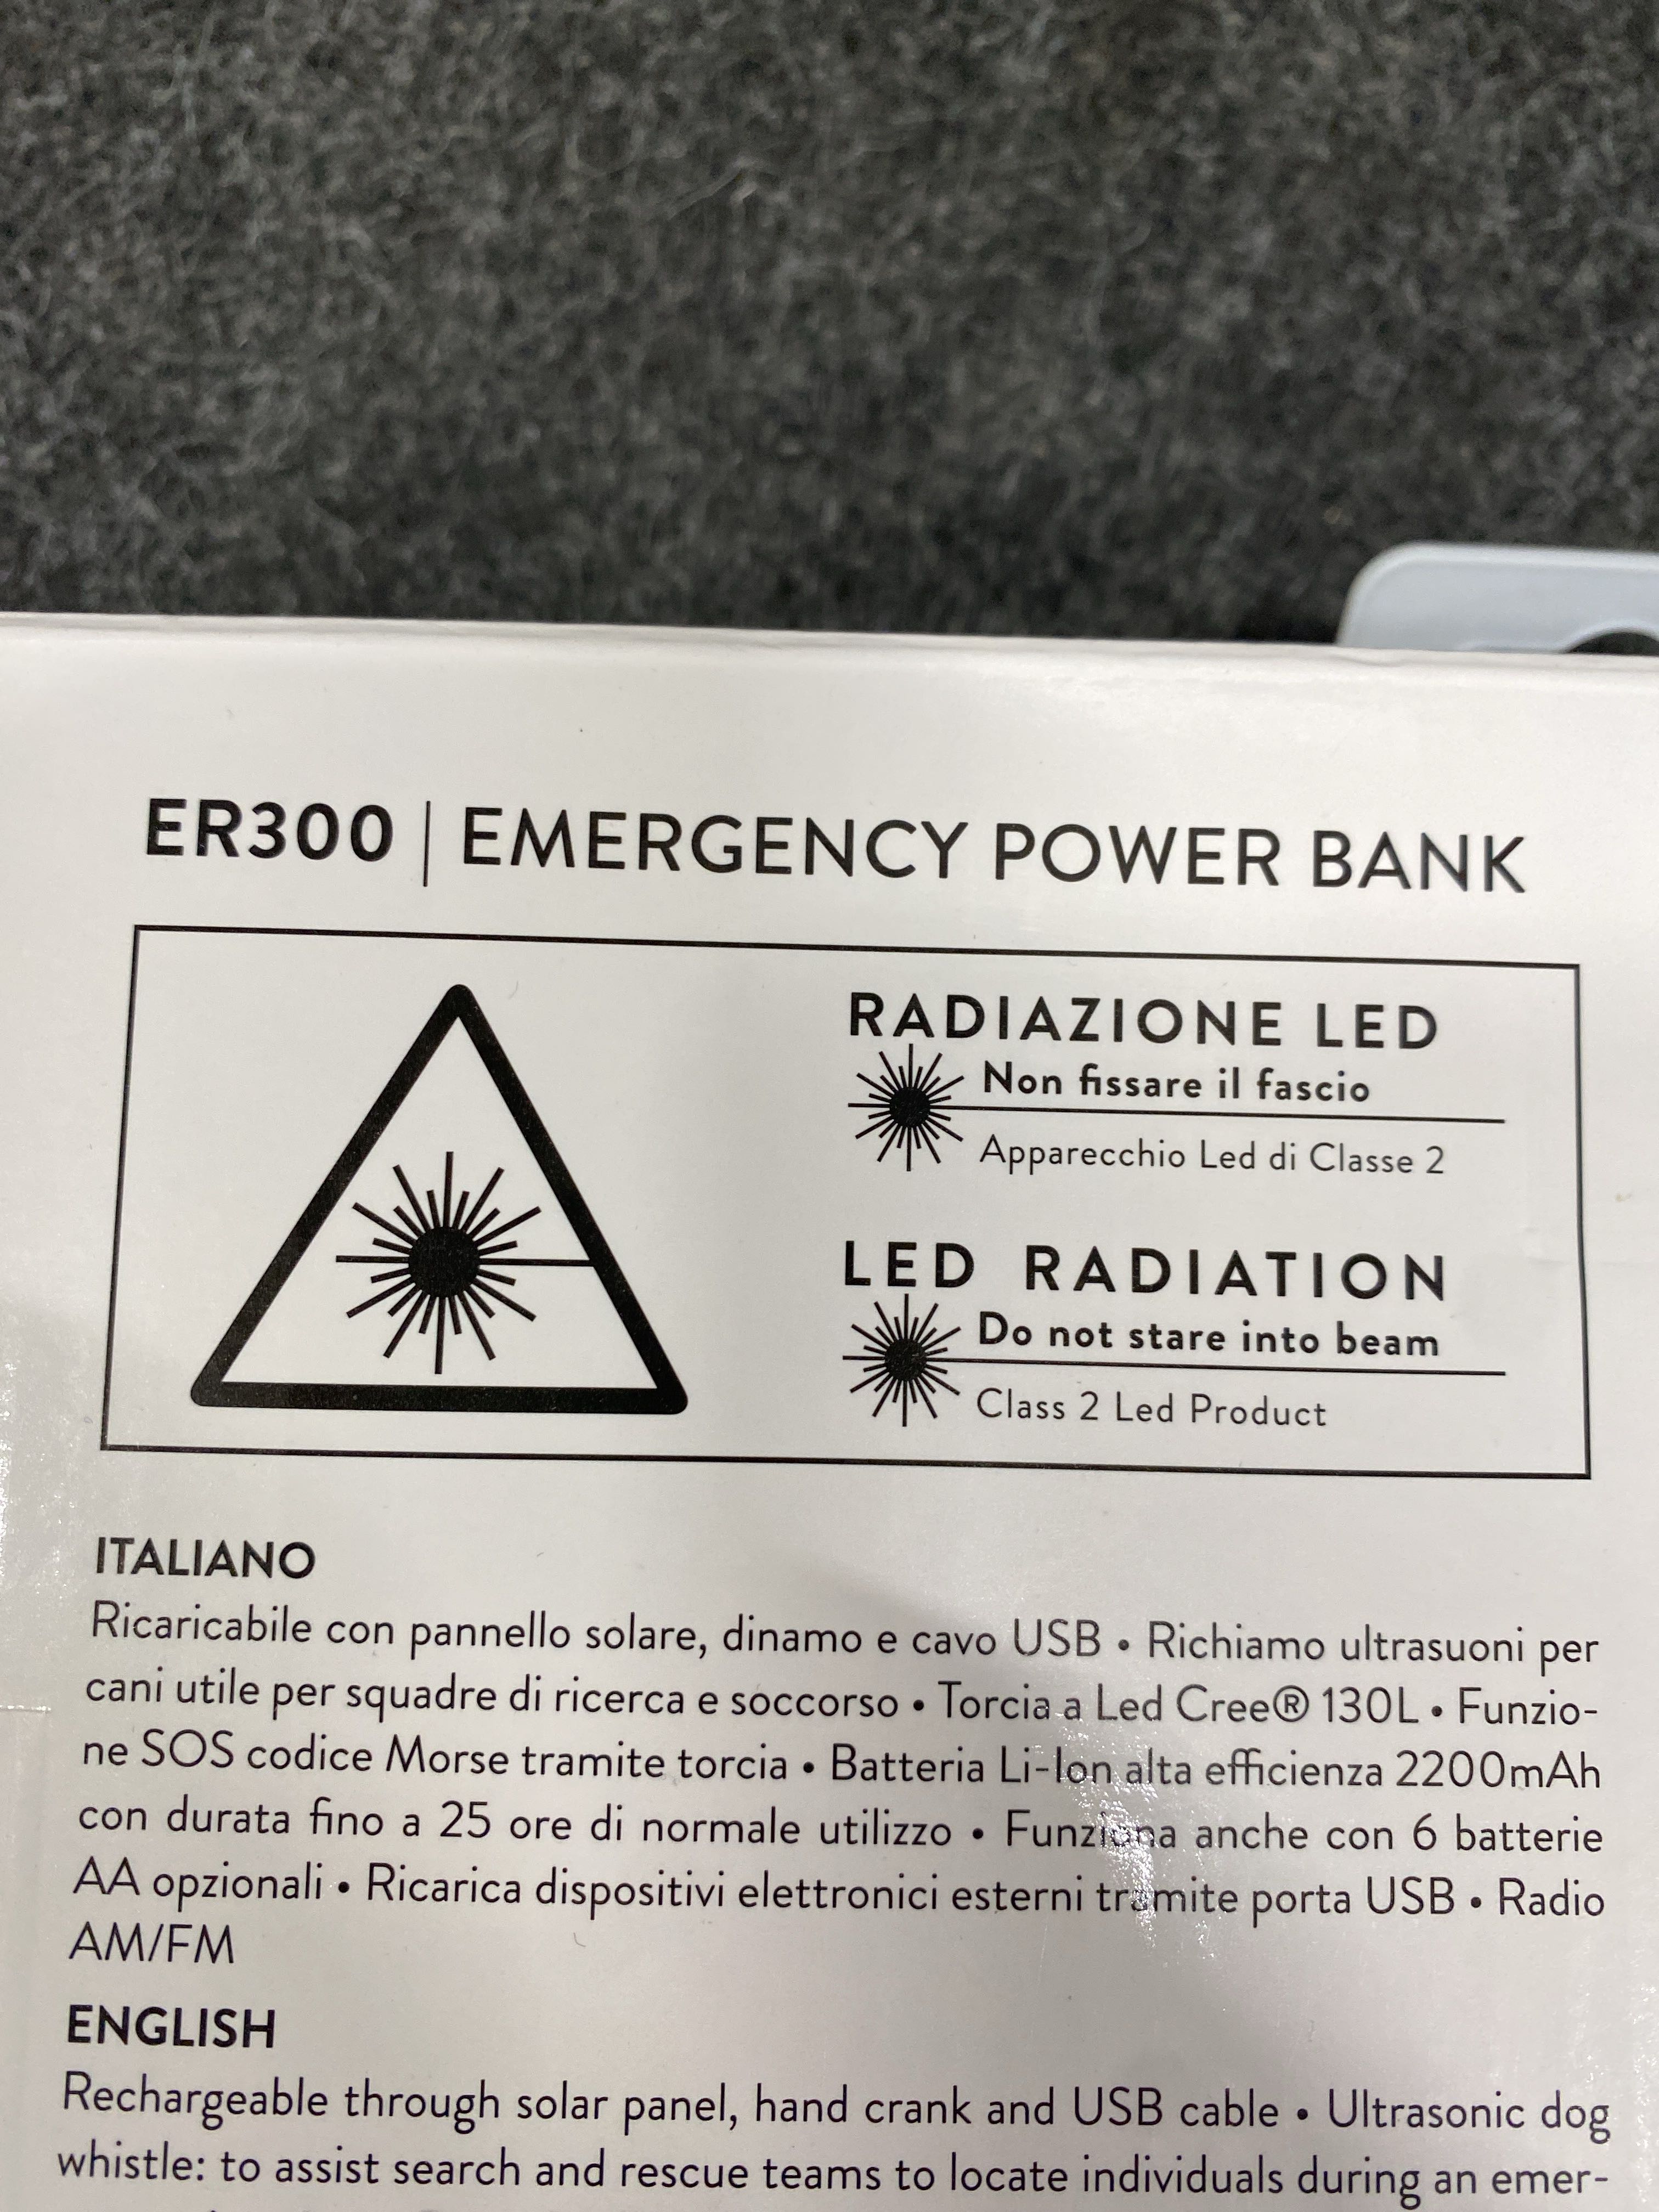 ER300 | EMERGENCY POWER BANK
RADIAZIONE LED
Non fissare il fascio
Apparecchio Led di Classe 2
LED RADIATION
Do not stare into beam
Class 2 Led Product
ITALIANO
Ricaricabile con pannello solare, dinamo e cavo USB • Richiamo ultrasuoni per
cani utile per squadre di ricerca e soccorso • Torcia a Led Cree® 130L • Funzio-
ne SOS codice Morse tramite torcia • Batteria Li-Ion alta efficienza 2200mAh
con durata fino a 25 ore di normale utilizzo • Funziona anche con 6 batterie
AA opzionali • Ricarica dispositivi elettronici esterni tramite porta USB • Radio
AM/FM
ENGLISH
Rechargeable through solar panel, hand crank and USB cable • Ultrasonic dog
whistle: to assist search and rescue teams to locate individuals during an emer-